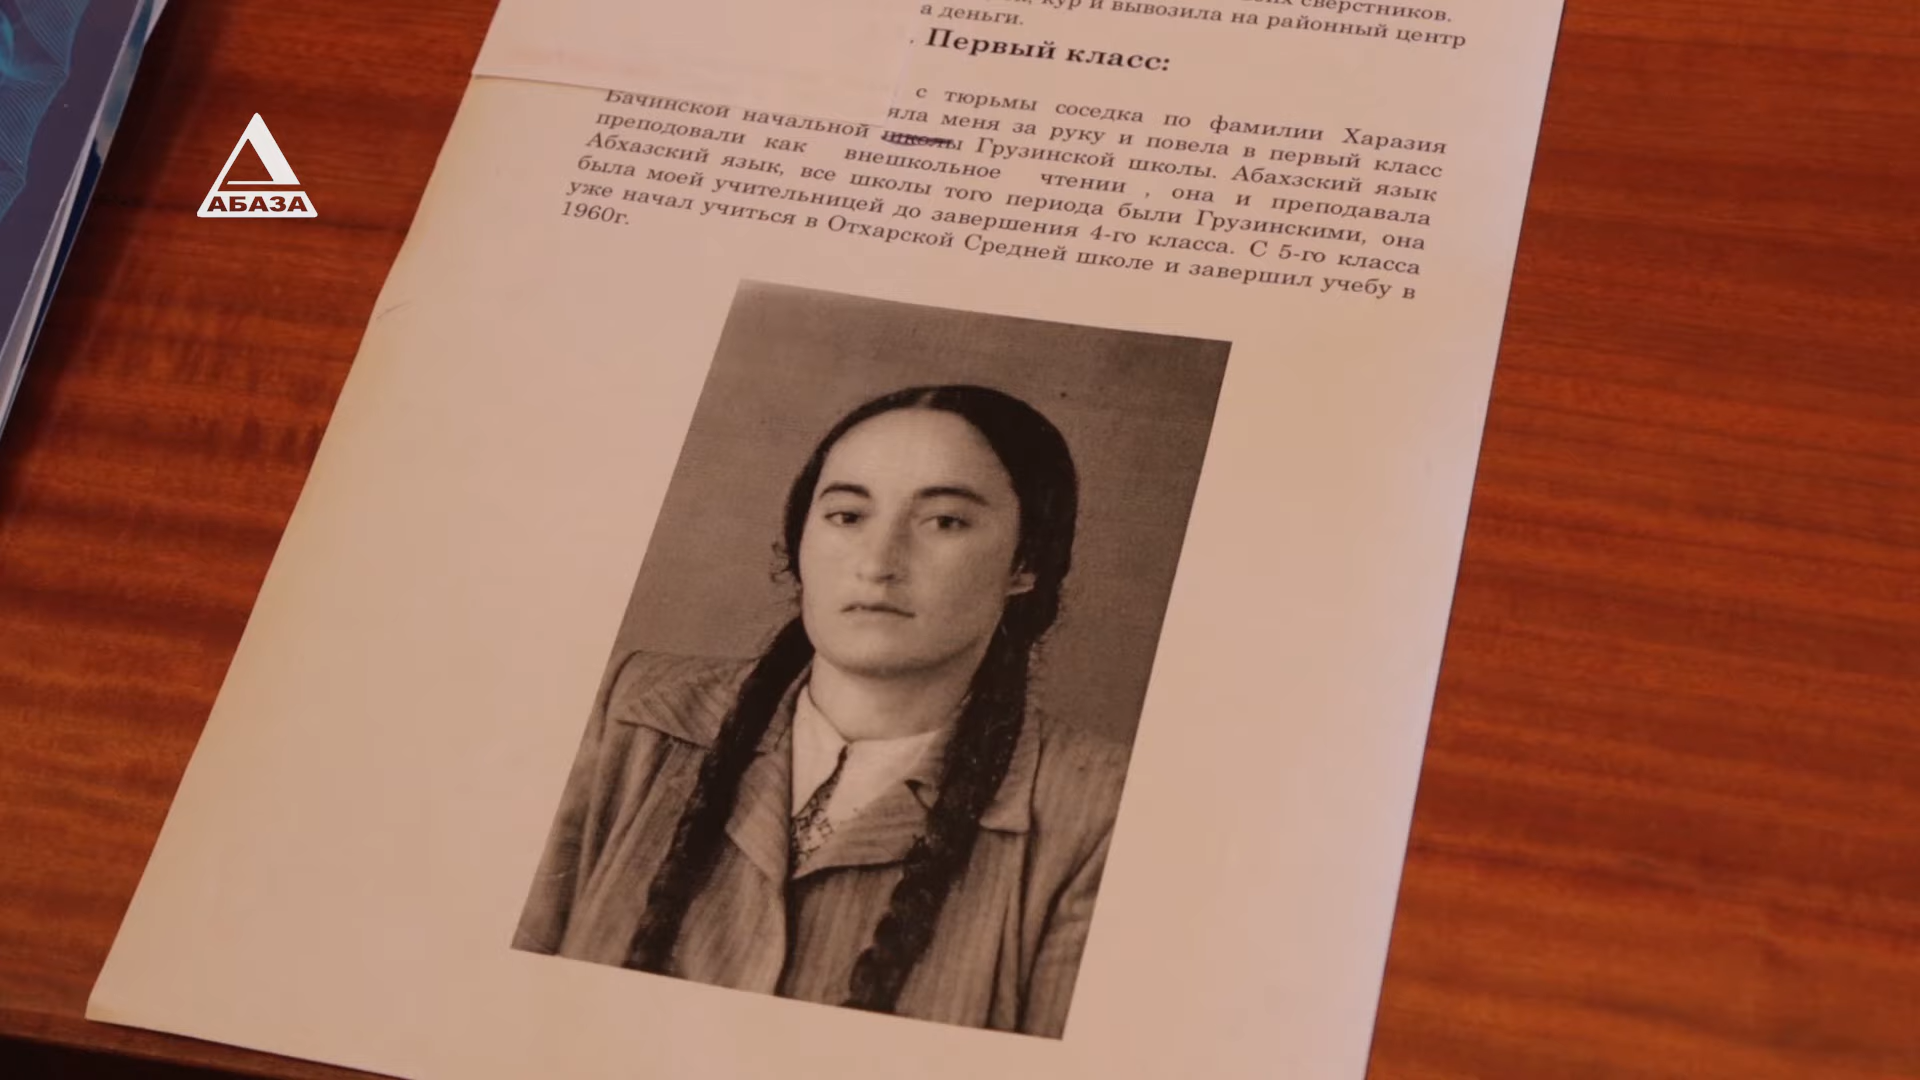 сверстников.
кур и вывозила на районный центр
а деньги.
. Первый класс:
с тюрьмы соседка по фамилии Харазия
яла меня за руку и повела в первый класс
Бачинской начальной школы Грузинской школы. Абахзский язык
преподовали как внешкольное чтении , она и преподавала
Абхазский язык, все школы того периода были Грузинскими, она
была моей учительницей до завершения 4-го класса. С 5-го класса
уже начал учиться в Отхарской Средней школе и завершил учебу в
1960г.
АБАЗА